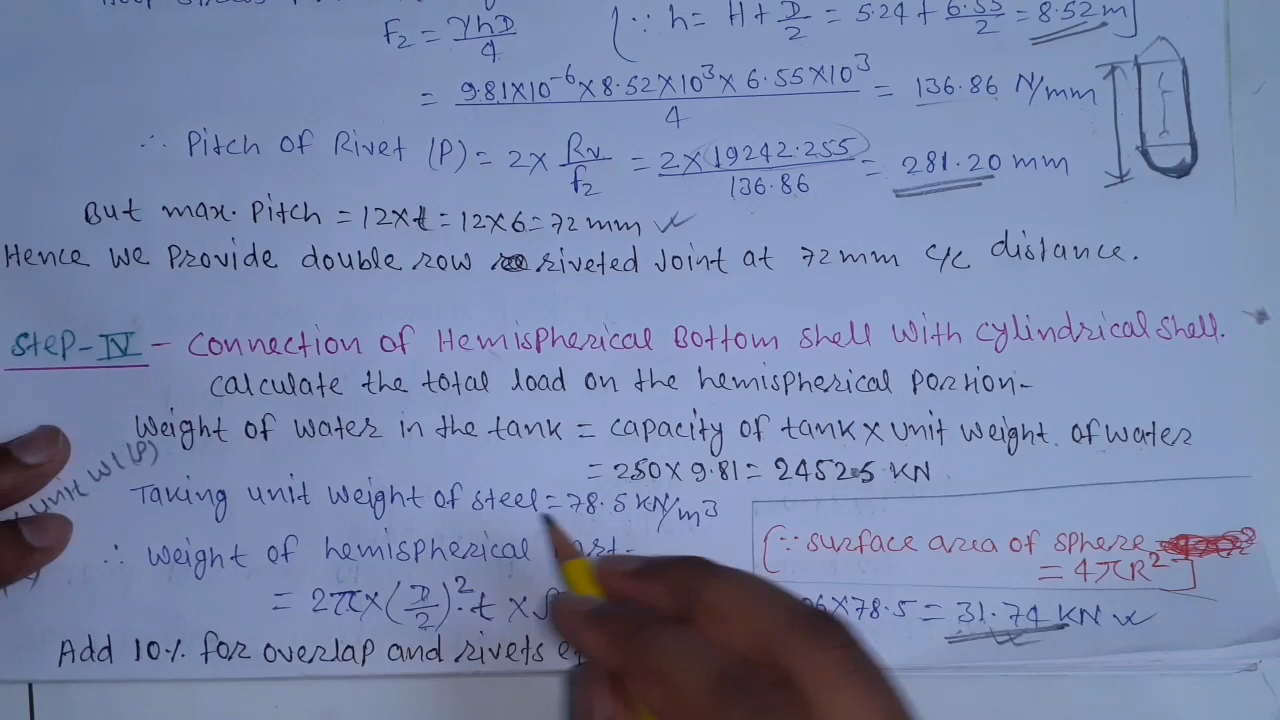 F₂ = γhD/4 [∵ h = H + D/2 = 5.24 + 6.55/2 = 8.52 m]
= 9.81×10⁻⁶×8.52×10³×6.55×10³/4 = 136.86 N/mm
∴ Pitch of Rivet (P) = 2× Rv/f₂ = 2×19242.255/136.86 = 281.20 mm
But max. Pitch = 12×t = 12×6 = 72 mm
Hence we Provide double row riveted Joint at 72 mm c/c distance.
Step-IV - Connection of Hemispherical Bottom shell with cylindrical shell.
calculate the total load on the hemispherical Portion-
Weight of water in the tank = capacity of tank × unit weight of water
= 250×9.81 = 2452.5 KN
unit wt (ρ)
Taking unit weight of steel = 78.5 KN/m³
[∵ surface area of sphere
= 4πR²]
∴ weight of hemispherical
= 2π×(D/2)².t × ×78.5 = 31.74 KN
Add 10% for overlap and rivets